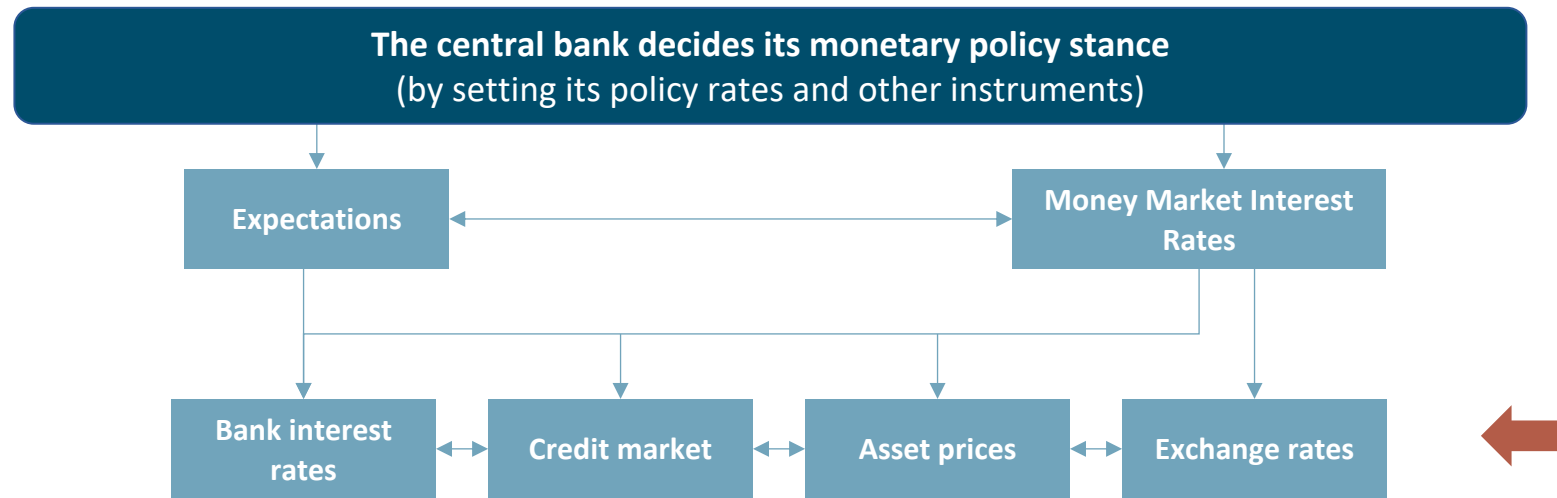 The central bank decides its monetary policy stance
(by setting its policy rates and other instruments)
Expectations
Money Market Interest
Rates
Bank interest
rates
Credit market
Asset prices
Exchange rates